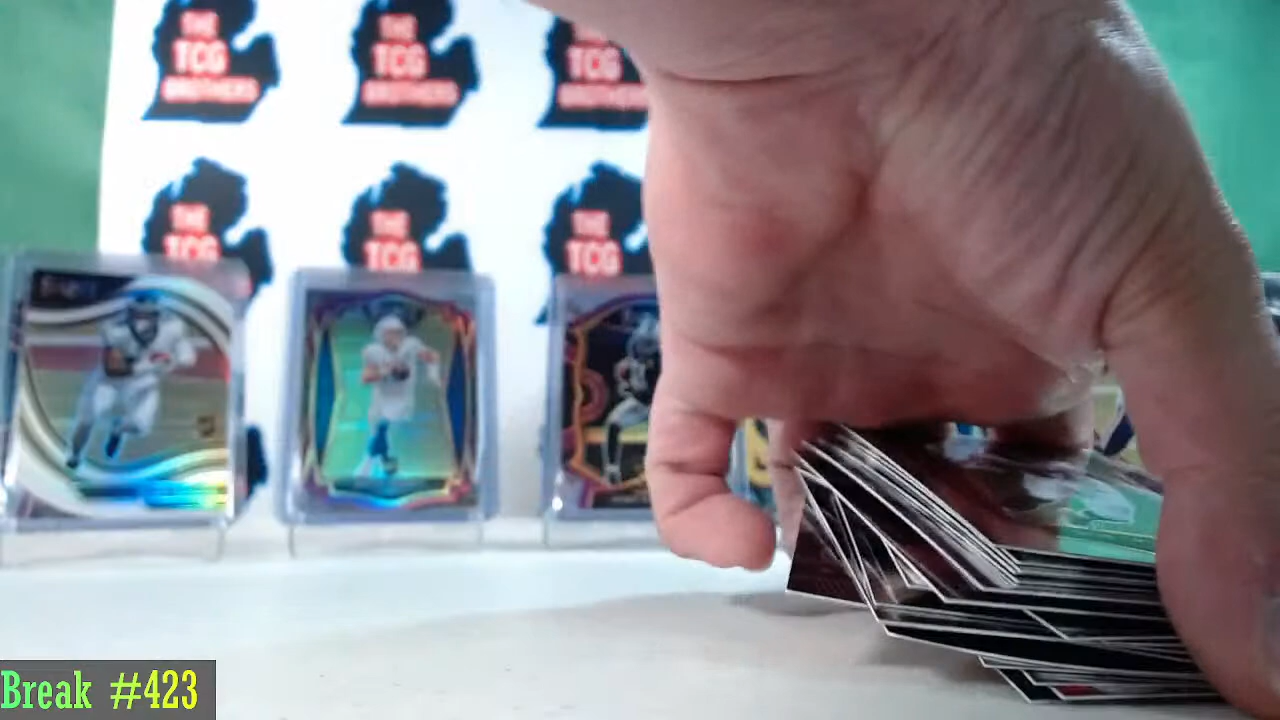 THE
TCG
BROTHERS
THE
TCG
BROTHERS
THE
TCG
BROTHERS
THE
TCG
THE
TCG
THE
TCG
Break #423